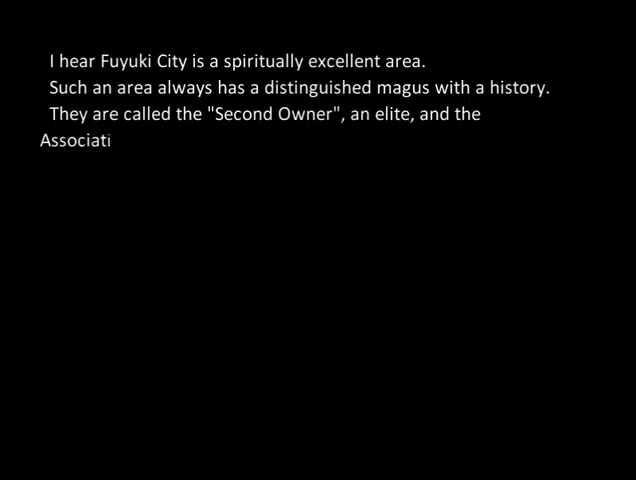 I hear Fuyuki City is a spiritually excellent area.
Such an area always has a distinguished magus with a history.
They are called the "Second Owner", an elite, and the
Associati